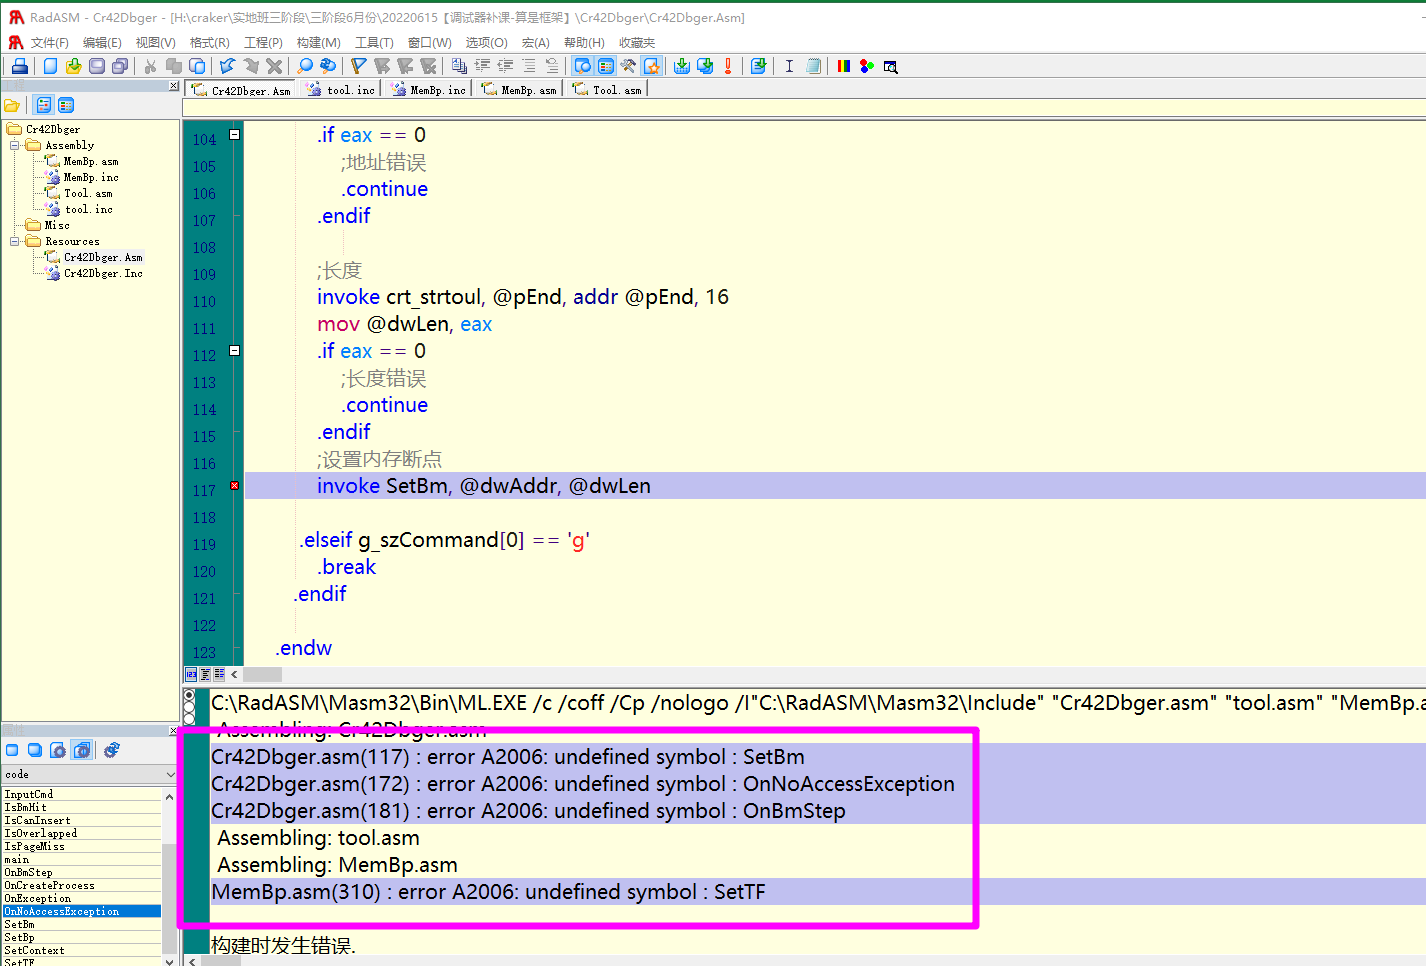 RadASM - Cr42Dbger - [H:\craker\实地班三阶段\三阶段6月份\20220615【调试器补课-算是框架】\Cr42Dbger\Cr42Dbger.Asm]
文件(F) 编辑(E) 视图(V) 格式(R) 工程(P) 构建(M) 工具(T) 窗口(W) 选项(O) 宏(A) 帮助(H) 收藏夹
Cr42Dbger.Asm tool.inc MemBp.inc MemBp.asm Tool.asm
Cr42Dbger
Assembly
MemBp.asm
MemBp.inc
Tool.asm
tool.inc
Misc
Resources
Cr42Dbger.Asm
Cr42Dbger.Inc
104 .if eax == 0
105 ;地址错误
106 .continue
107 .endif
108
109 ;长度
110 invoke crt_strtoul, @pEnd, addr @pEnd, 16
111 mov @dwLen, eax
112 .if eax == 0
113 ;长度错误
114 .continue
115 .endif
116 ;设置内存断点
117 invoke SetBm, @dwAddr, @dwLen
118
119 .elseif g_szCommand[0] == 'g'
120 .break
121 .endif
122
123 .endw
code
InputCmd
IsBmHit
IsCanInsert
IsOverlapped
IsPageMiss
main
OnBmStep
OnCreateProcess
OnException
OnNoAccessException
SetBm
SetBp
SetContext
SetTF
C:\RadASM\Masm32\Bin\ML.EXE /c /coff /Cp /nologo /I"C:\RadASM\Masm32\Include" "Cr42Dbger.asm" "tool.asm" "MemBp.a
Assembling: Cr42Dbger.asm
Cr42Dbger.asm(117) : error A2006: undefined symbol : SetBm
Cr42Dbger.asm(172) : error A2006: undefined symbol : OnNoAccessException
Cr42Dbger.asm(181) : error A2006: undefined symbol : OnBmStep
Assembling: tool.asm
Assembling: MemBp.asm
MemBp.asm(310) : error A2006: undefined symbol : SetTF
构建时发生错误.